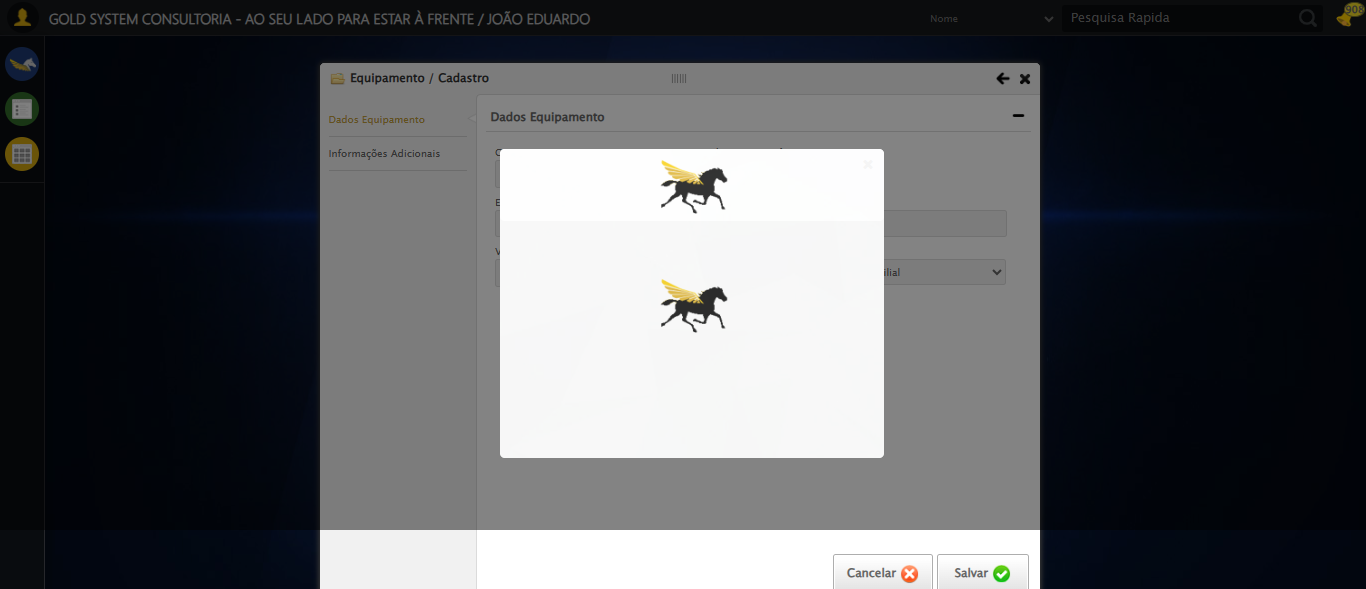 GOLD SYSTEM CONSULTORIA - AO SEU LADO PARA ESTAR À FRENTE / JOÃO EDUARDO
Nome
Pesquisa Rapida
908
Equipamento / Cadastro
Dados Equipamento
Informações Adicionais
Dados Equipamento
Cancelar
Salvar